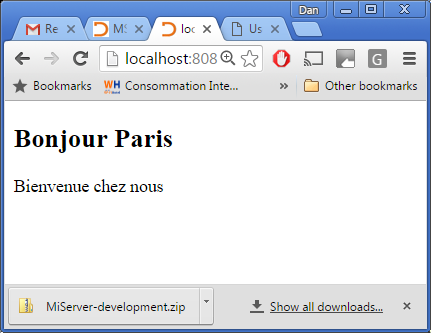 Dan
Re
MS
loc
Us
localhost:808
Bookmarks
WH
Consommation Inte...
»
Other bookmarks
Bonjour Paris
Bienvenue chez nous
MiServer-development.zip
Show all downloads...